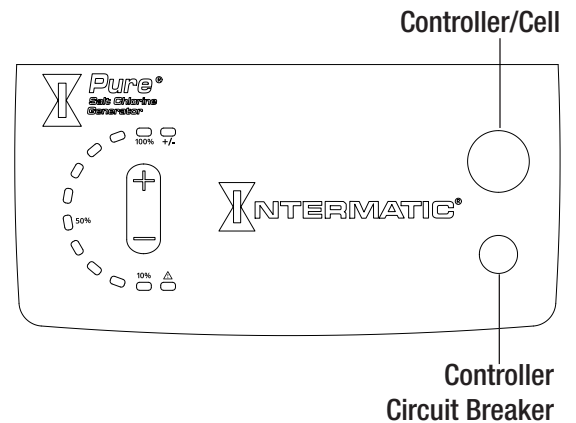 Controller/Cell
Pure®
Salt Chlorine
Generator
100% +/-
+
50%
INTERMATIC®
−
10%
Controller
Circuit Breaker